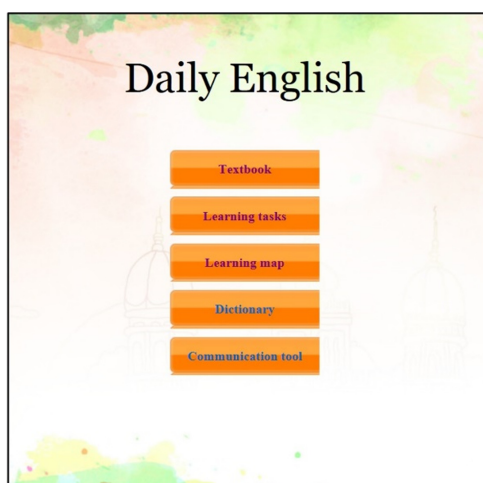 Daily English
Textbook
Learning tasks
Learning map
Dictionary
Communication tool